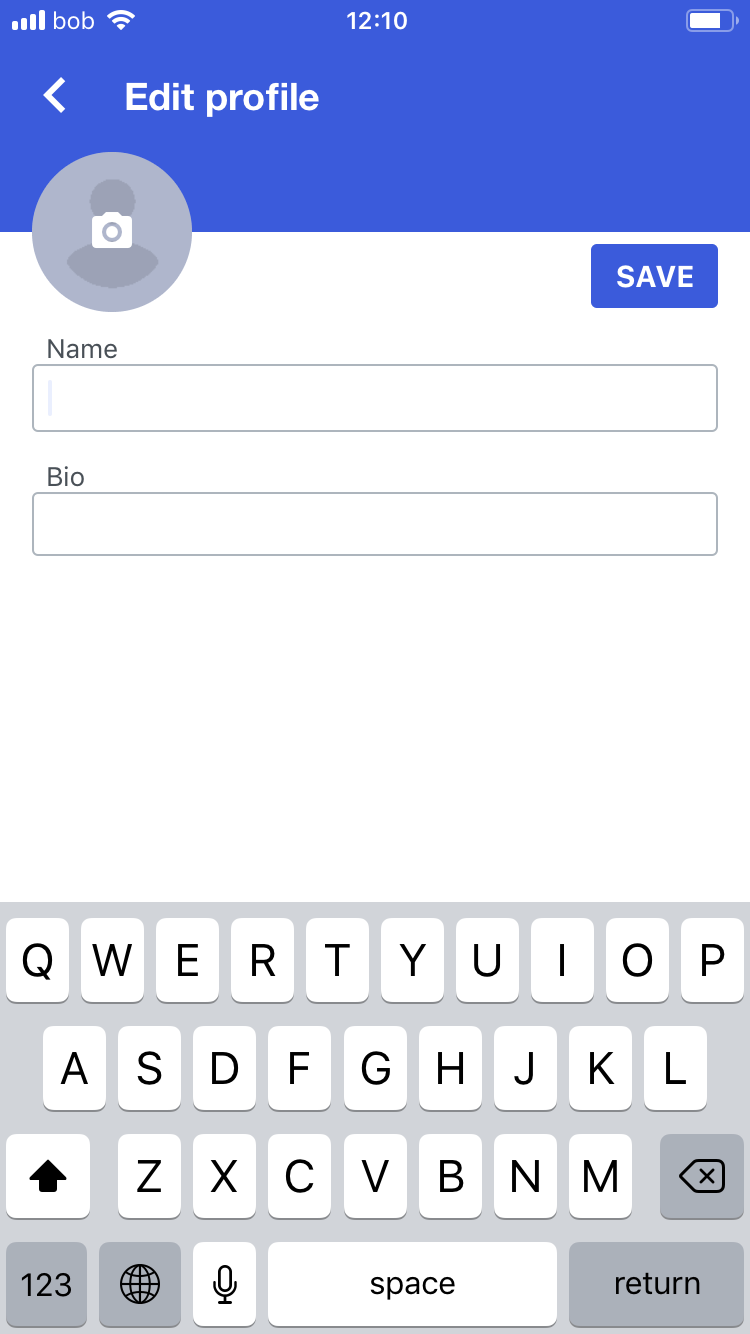 bob 12:10
Edit profile
SAVE
Name
Bio
Q W E R T Y U I O P
A S D F G H J K L
Z X C V B N M
123 space return